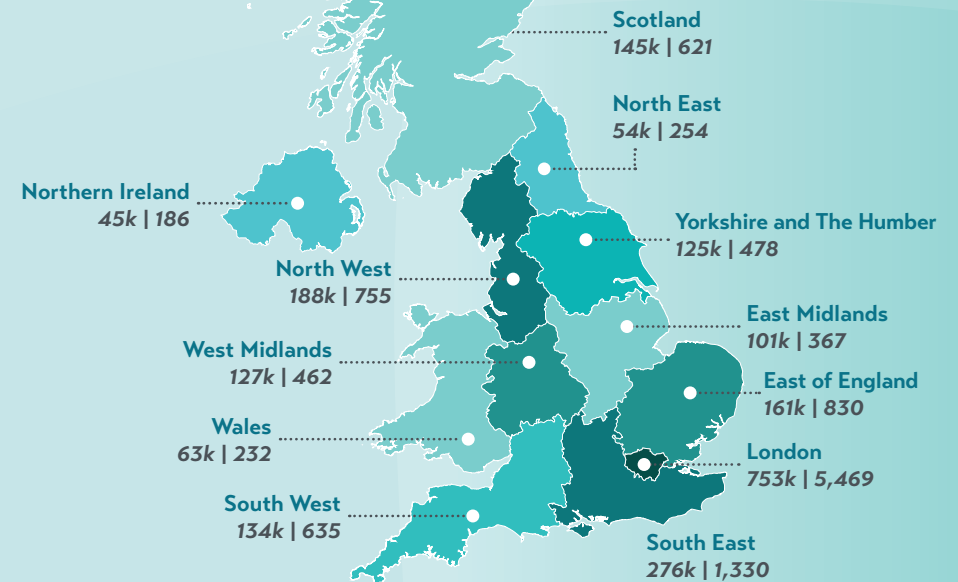 Scotland
145k | 621
North East
54k | 254
Northern Ireland
45k | 186
Yorkshire and The Humber
125k | 478
North West
188k | 755
East Midlands
101k | 367
West Midlands
127k | 462
East of England
161k | 830
Wales
63k | 232
London
753k | 5,469
South West
134k | 635
South East
276k | 1,330